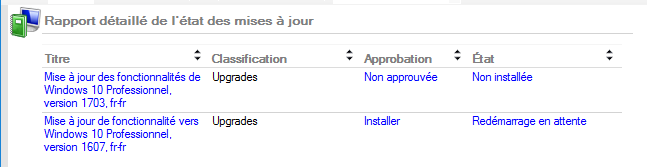 Rapport détaillé de l'état des mises à jour
Titre Classification Approbation État
Mise à jour des fonctionnalités de Upgrades Non approuvée Non installée
Windows 10 Professionnel,
version 1703, fr-fr
Mise à jour de fonctionnalité vers Upgrades Installer Redémarrage en attente
Windows 10 Professionnel,
version 1607, fr-fr